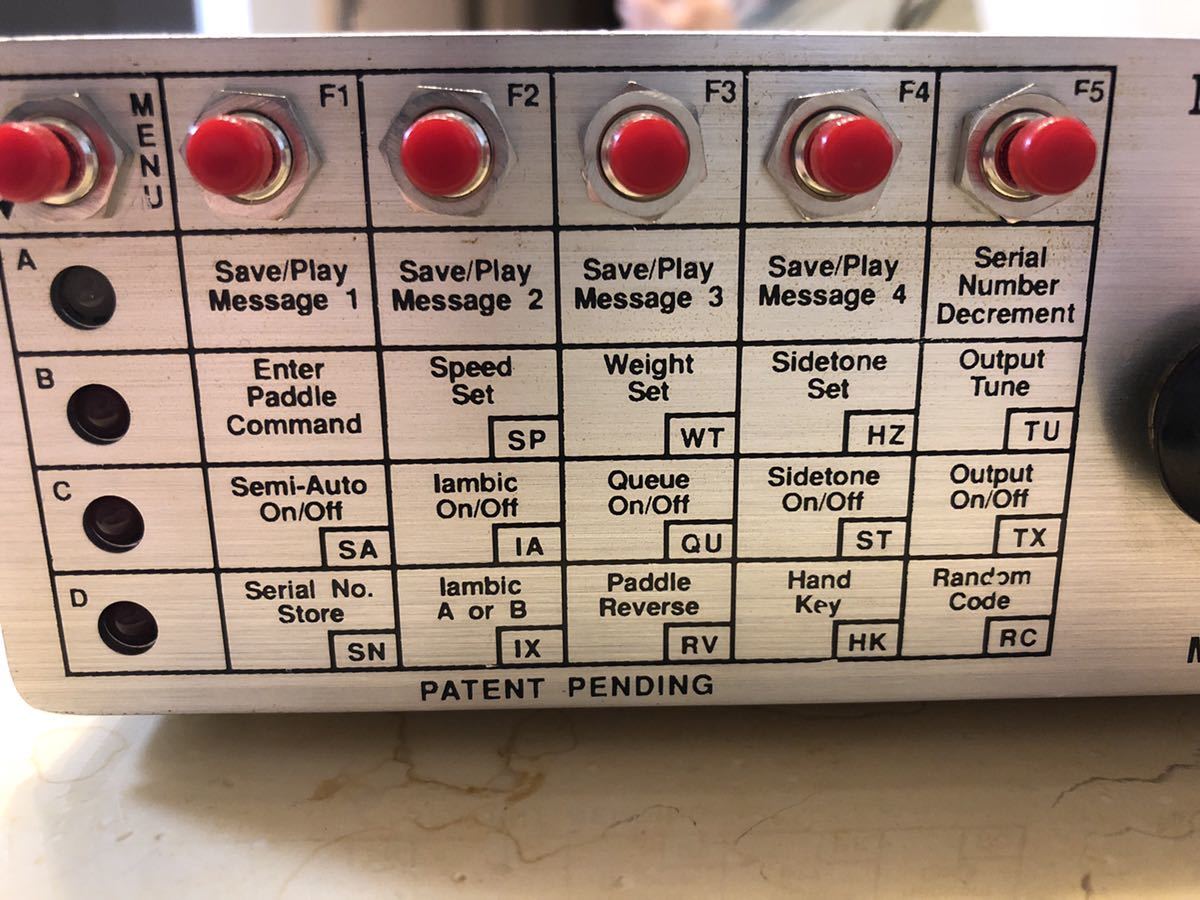 MENU F1 F2 F3 F4 F5
A
Save/Play
Message 1
Save/Play
Message 2
Save/Play
Message 3
Save/Play
Message 4
Serial
Number
Decrement
B
Enter
Paddle
Command
Speed
Set
SP
Weight
Set
WT
Sidetone
Set
HZ
Output
Tune
TU
C
Semi-Auto
On/Off
SA
Iambic
On/Off
IA
Queue
On/Off
QU
Sidetone
On/Off
ST
Output
On/Off
TX
D
Serial No.
Store
SN
Iambic
A or B
IX
Paddle
Reverse
RV
Hand
Key
HK
Random
Code
RC
PATENT PENDING